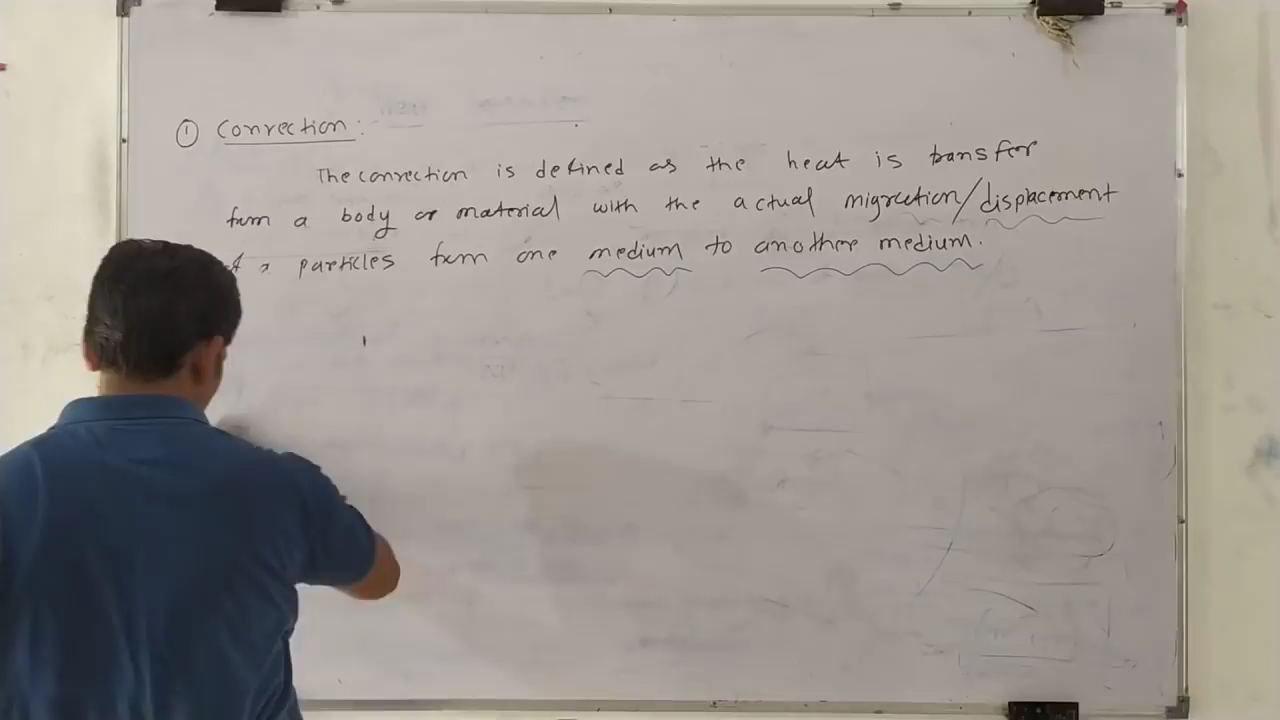 ① Convection:
The convection is defined as the heat is transfer
from a body or material with the actual migration/displacement
of particles from one medium to another medium.